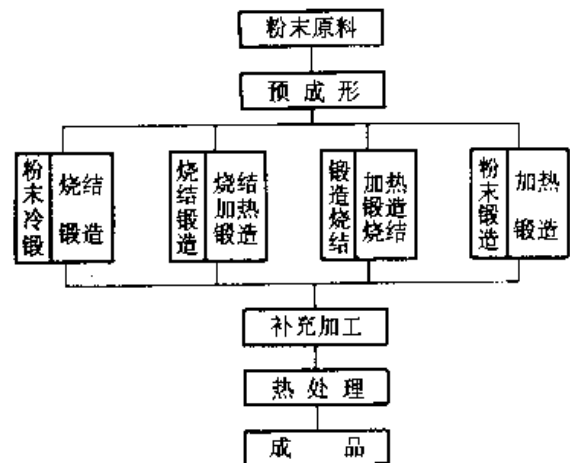 粉末原料
预成形
粉末冷锻
烧结
锻造
烧结锻造
烧结
加热
锻造
锻造烧结
加热
锻造
烧结
粉末锻造
加热
锻造
补充加工
热处理
成品